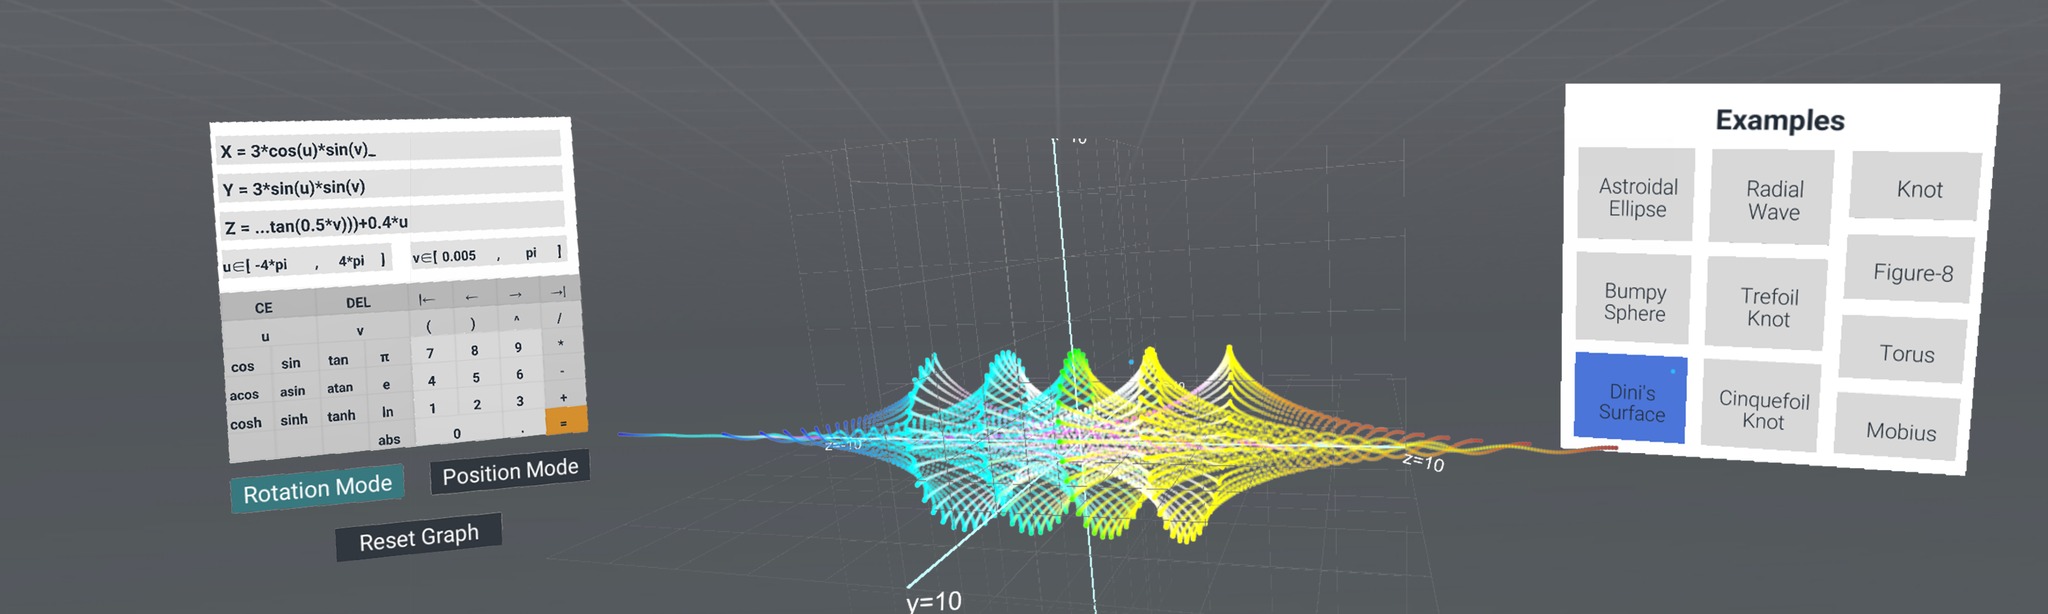 X = 3*cos(u)*sin(v)_
Y = 3*sin(u)*sin(v)
Z = ...tan(0.5*v)))+0.4*u
u∈[ -4*pi , 4*pi ] v∈[ 0.005 , pi ]
CE DEL |← ← → →|
u v ( ) ^ /
cos sin tan π 7 8 9 *
acos asin atan e 4 5 6 -
cosh sinh tanh ln 1 2 3 +
abs 0 . =
Rotation Mode
Position Mode
Reset Graph
z=10
y=10
Examples
Astroidal
Ellipse
Radial
Wave
Knot
Bumpy
Sphere
Trefoil
Knot
Figure-8
Torus
Dini's
Surface
Cinquefoil
Knot
Mobius